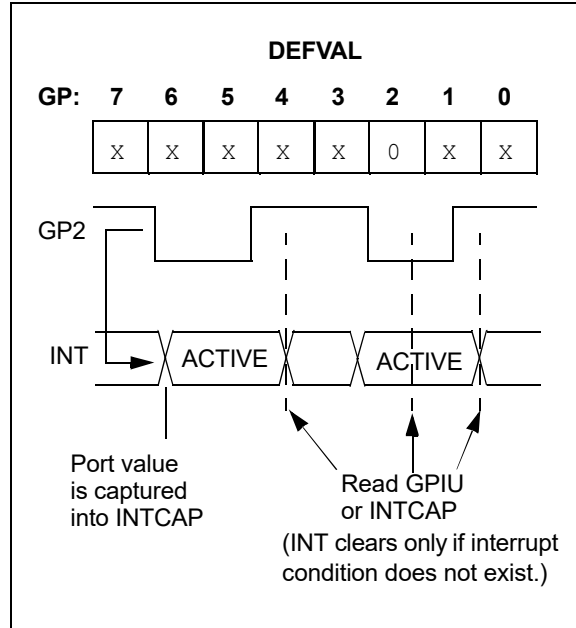 DEFVAL
GP: 7 6 5 4 3 2 1 0
X X X X X 0 X X
GP2
INT ACTIVE ACTIVE
Port value
is captured
into INTCAP
Read GPIU
or INTCAP
(INT clears only if interrupt
condition does not exist.)